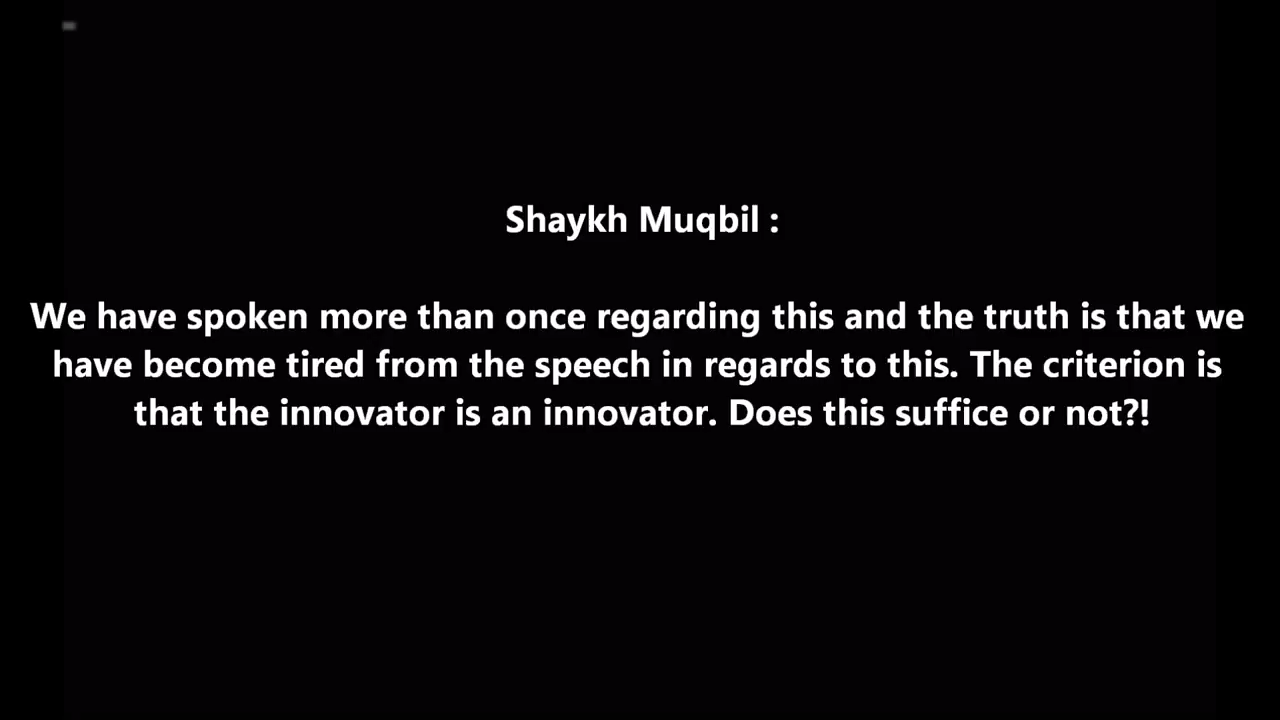 Shaykh Muqbil :
We have spoken more than once regarding this and the truth is that we
have become tired from the speech in regards to this. The criterion is
that the innovator is an innovator. Does this suffice or not?!